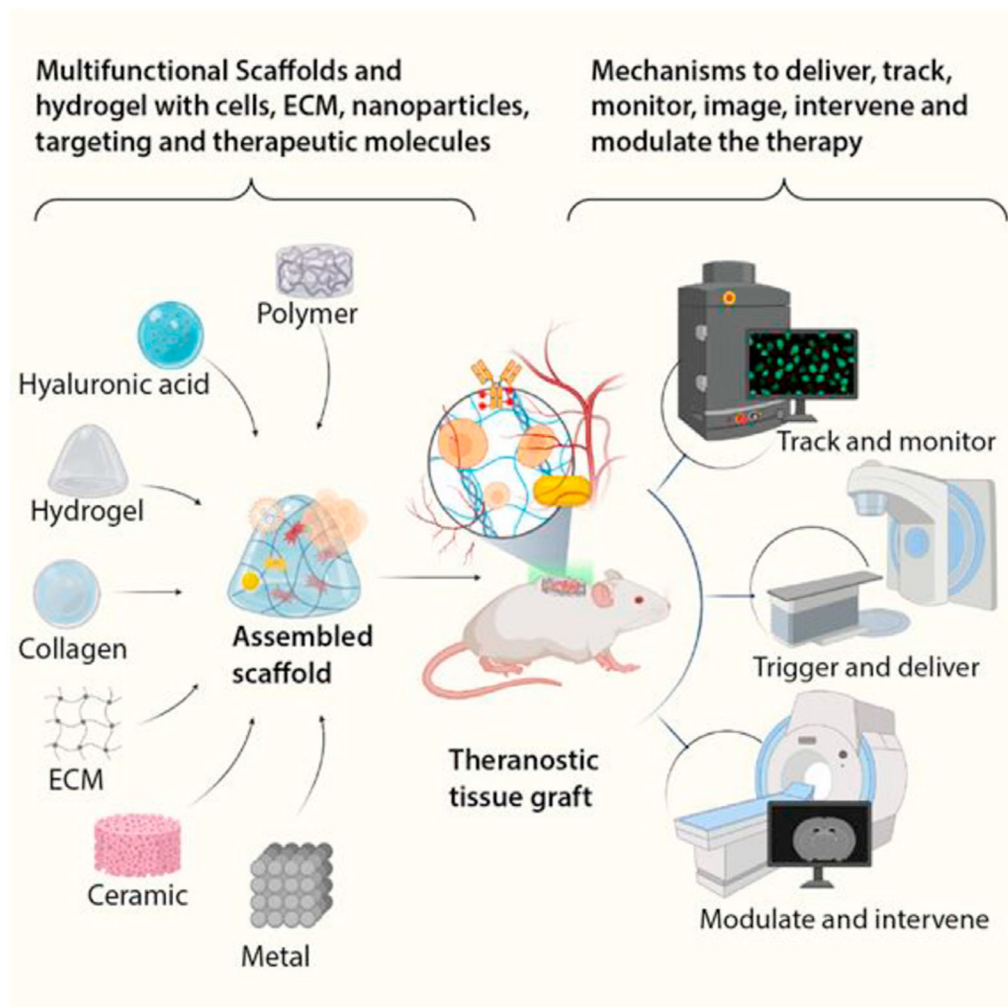 Multifunctional Scaffolds and
hydrogel with cells, ECM, nanoparticles,
targeting and therapeutic molecules
Mechanisms to deliver, track,
monitor, image, intervene and
modulate the therapy
Polymer
Hyaluronic acid
Hydrogel
Collagen
ECM
Ceramic
Metal
Assembled
scaffold
Theranostic
tissue graft
Track and monitor
Trigger and deliver
Modulate and intervene